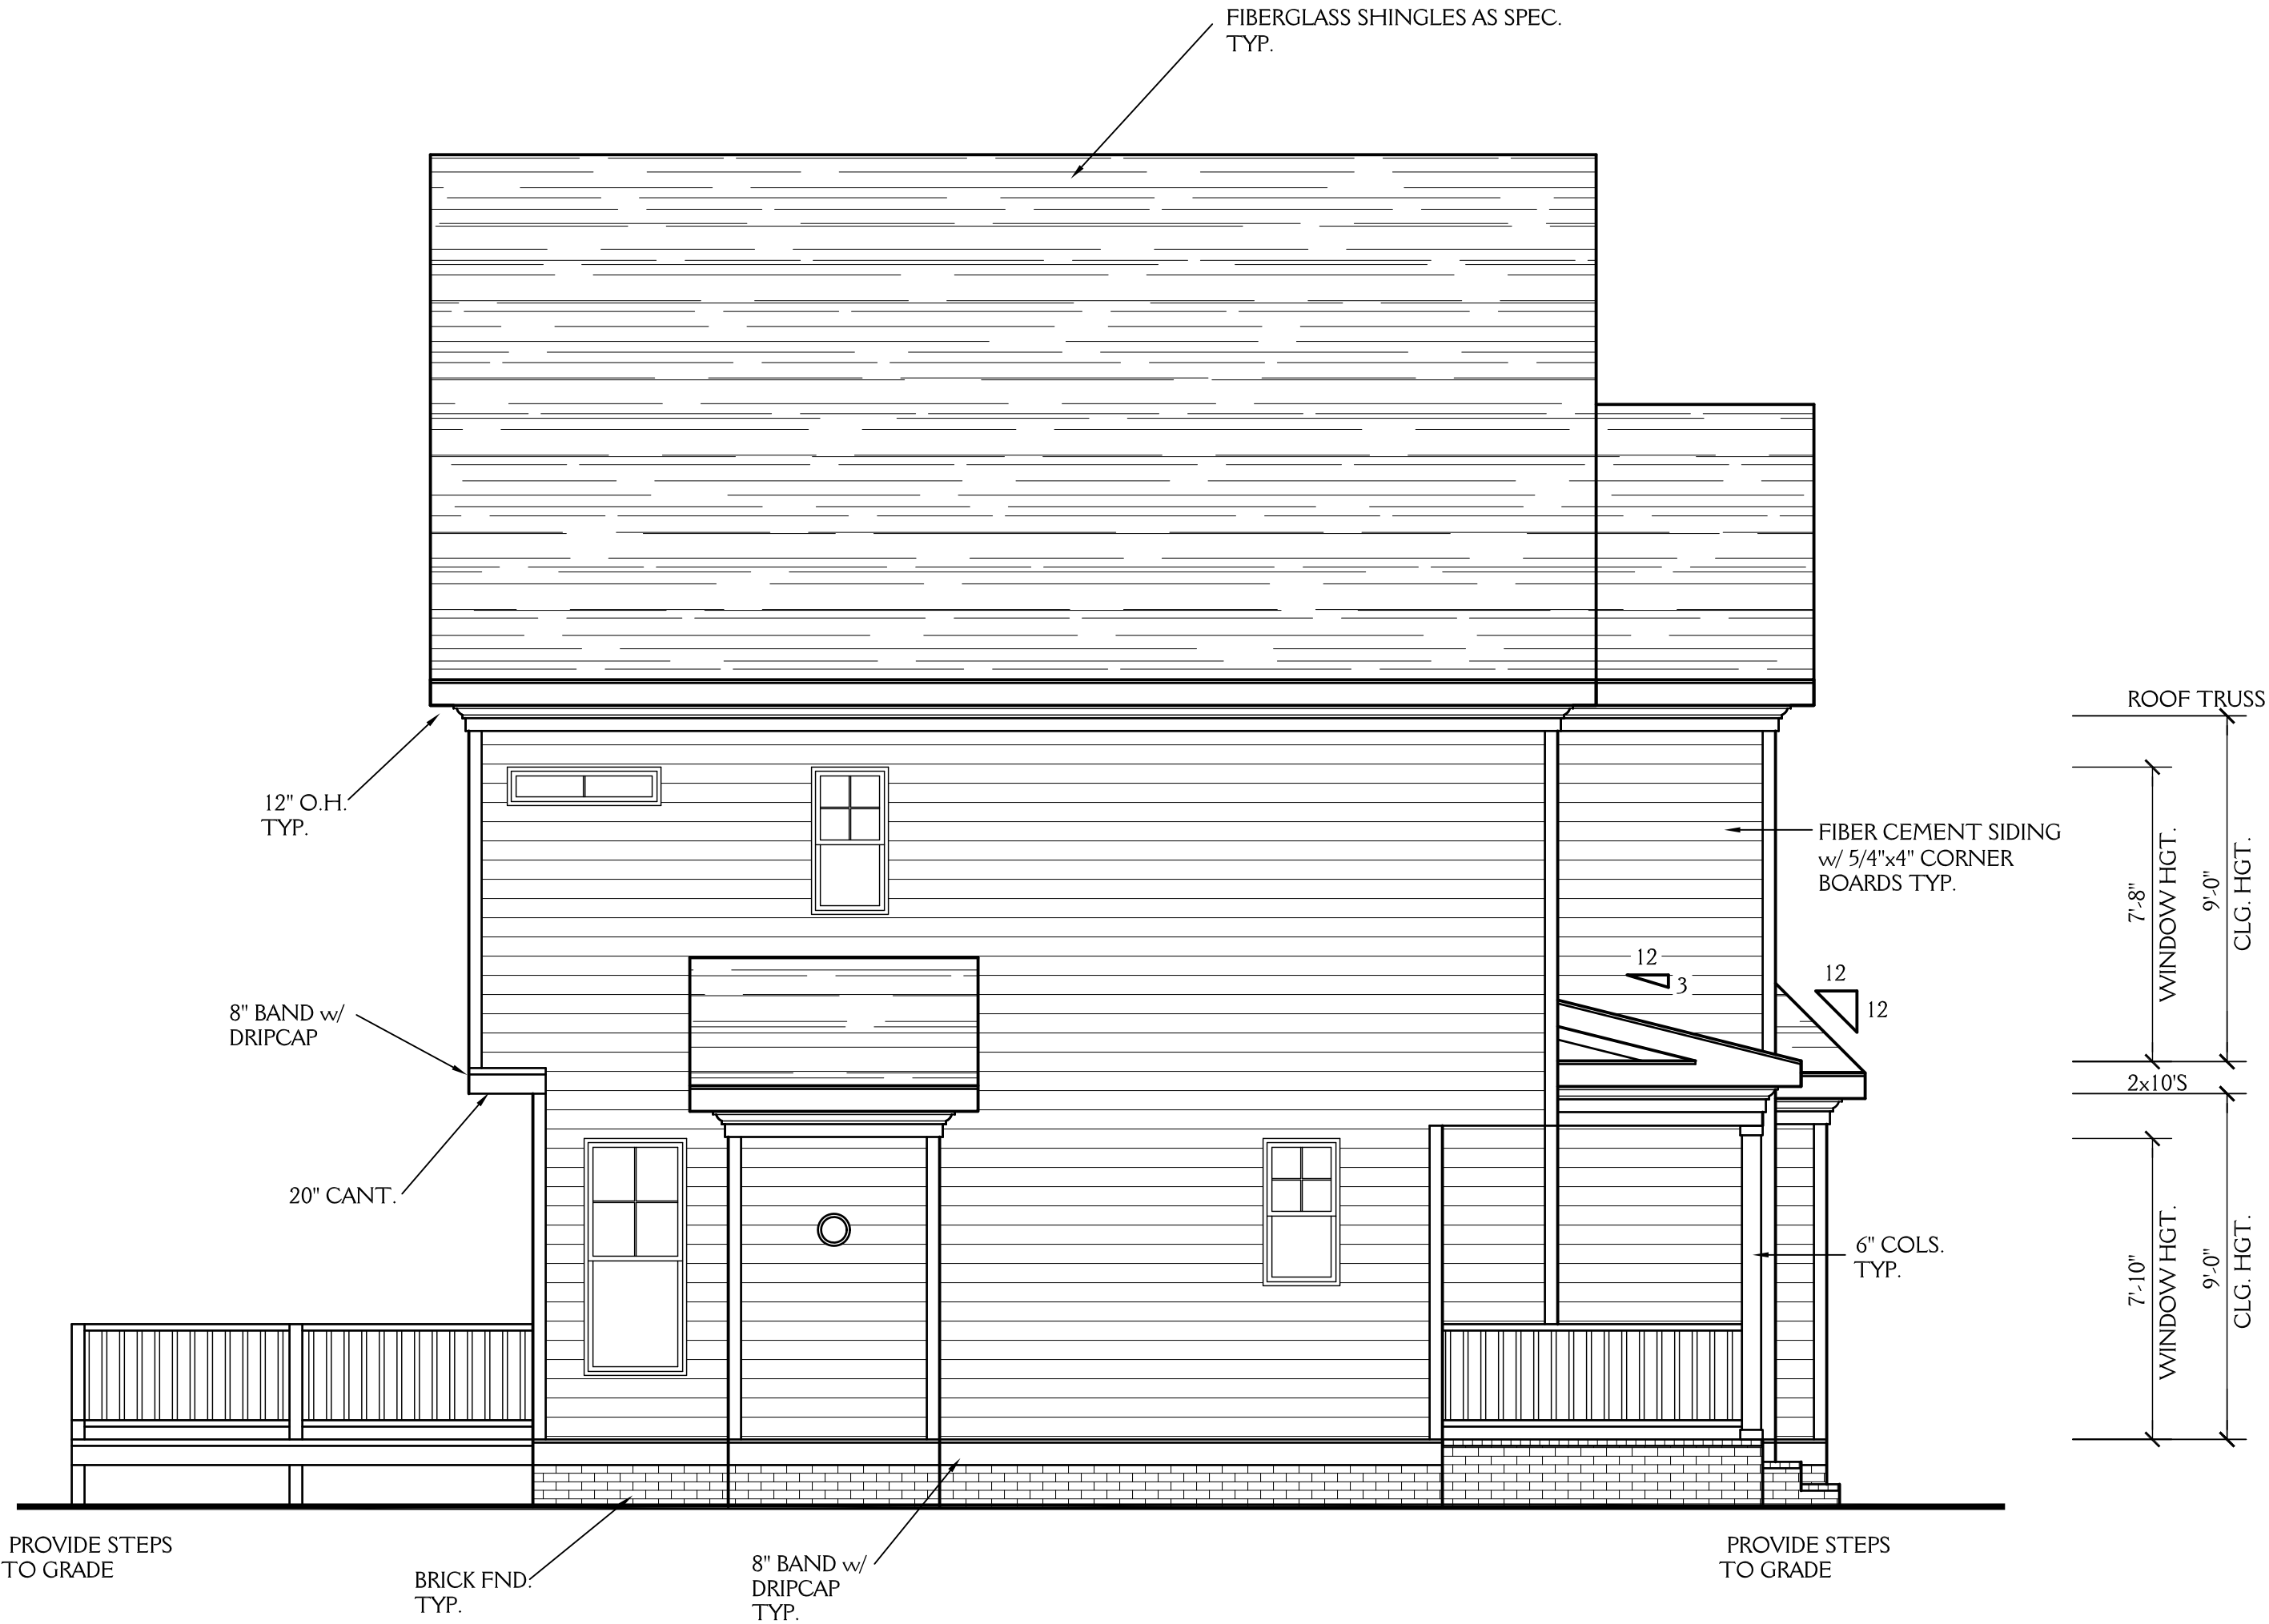 FIBERGLASS SHINGLES AS SPEC.
TYP.
ROOF TRUSS
12" O.H.
TYP.
FIBER CEMENT SIDING
w/ 5/4"x4" CORNER
BOARDS TYP.
7'-8"
WINDOW HGT.
9'-0"
CLG. HGT.
12
3
12
12
8" BAND w/
DRIPCAP
2x10'S
20" CANT.
6" COLS.
TYP.
7'-10"
WINDOW HGT.
9'-0"
CLG. HGT.
PROVIDE STEPS
TO GRADE
BRICK FND.
TYP.
8" BAND w/
DRIPCAP
TYP.
PROVIDE STEPS
TO GRADE